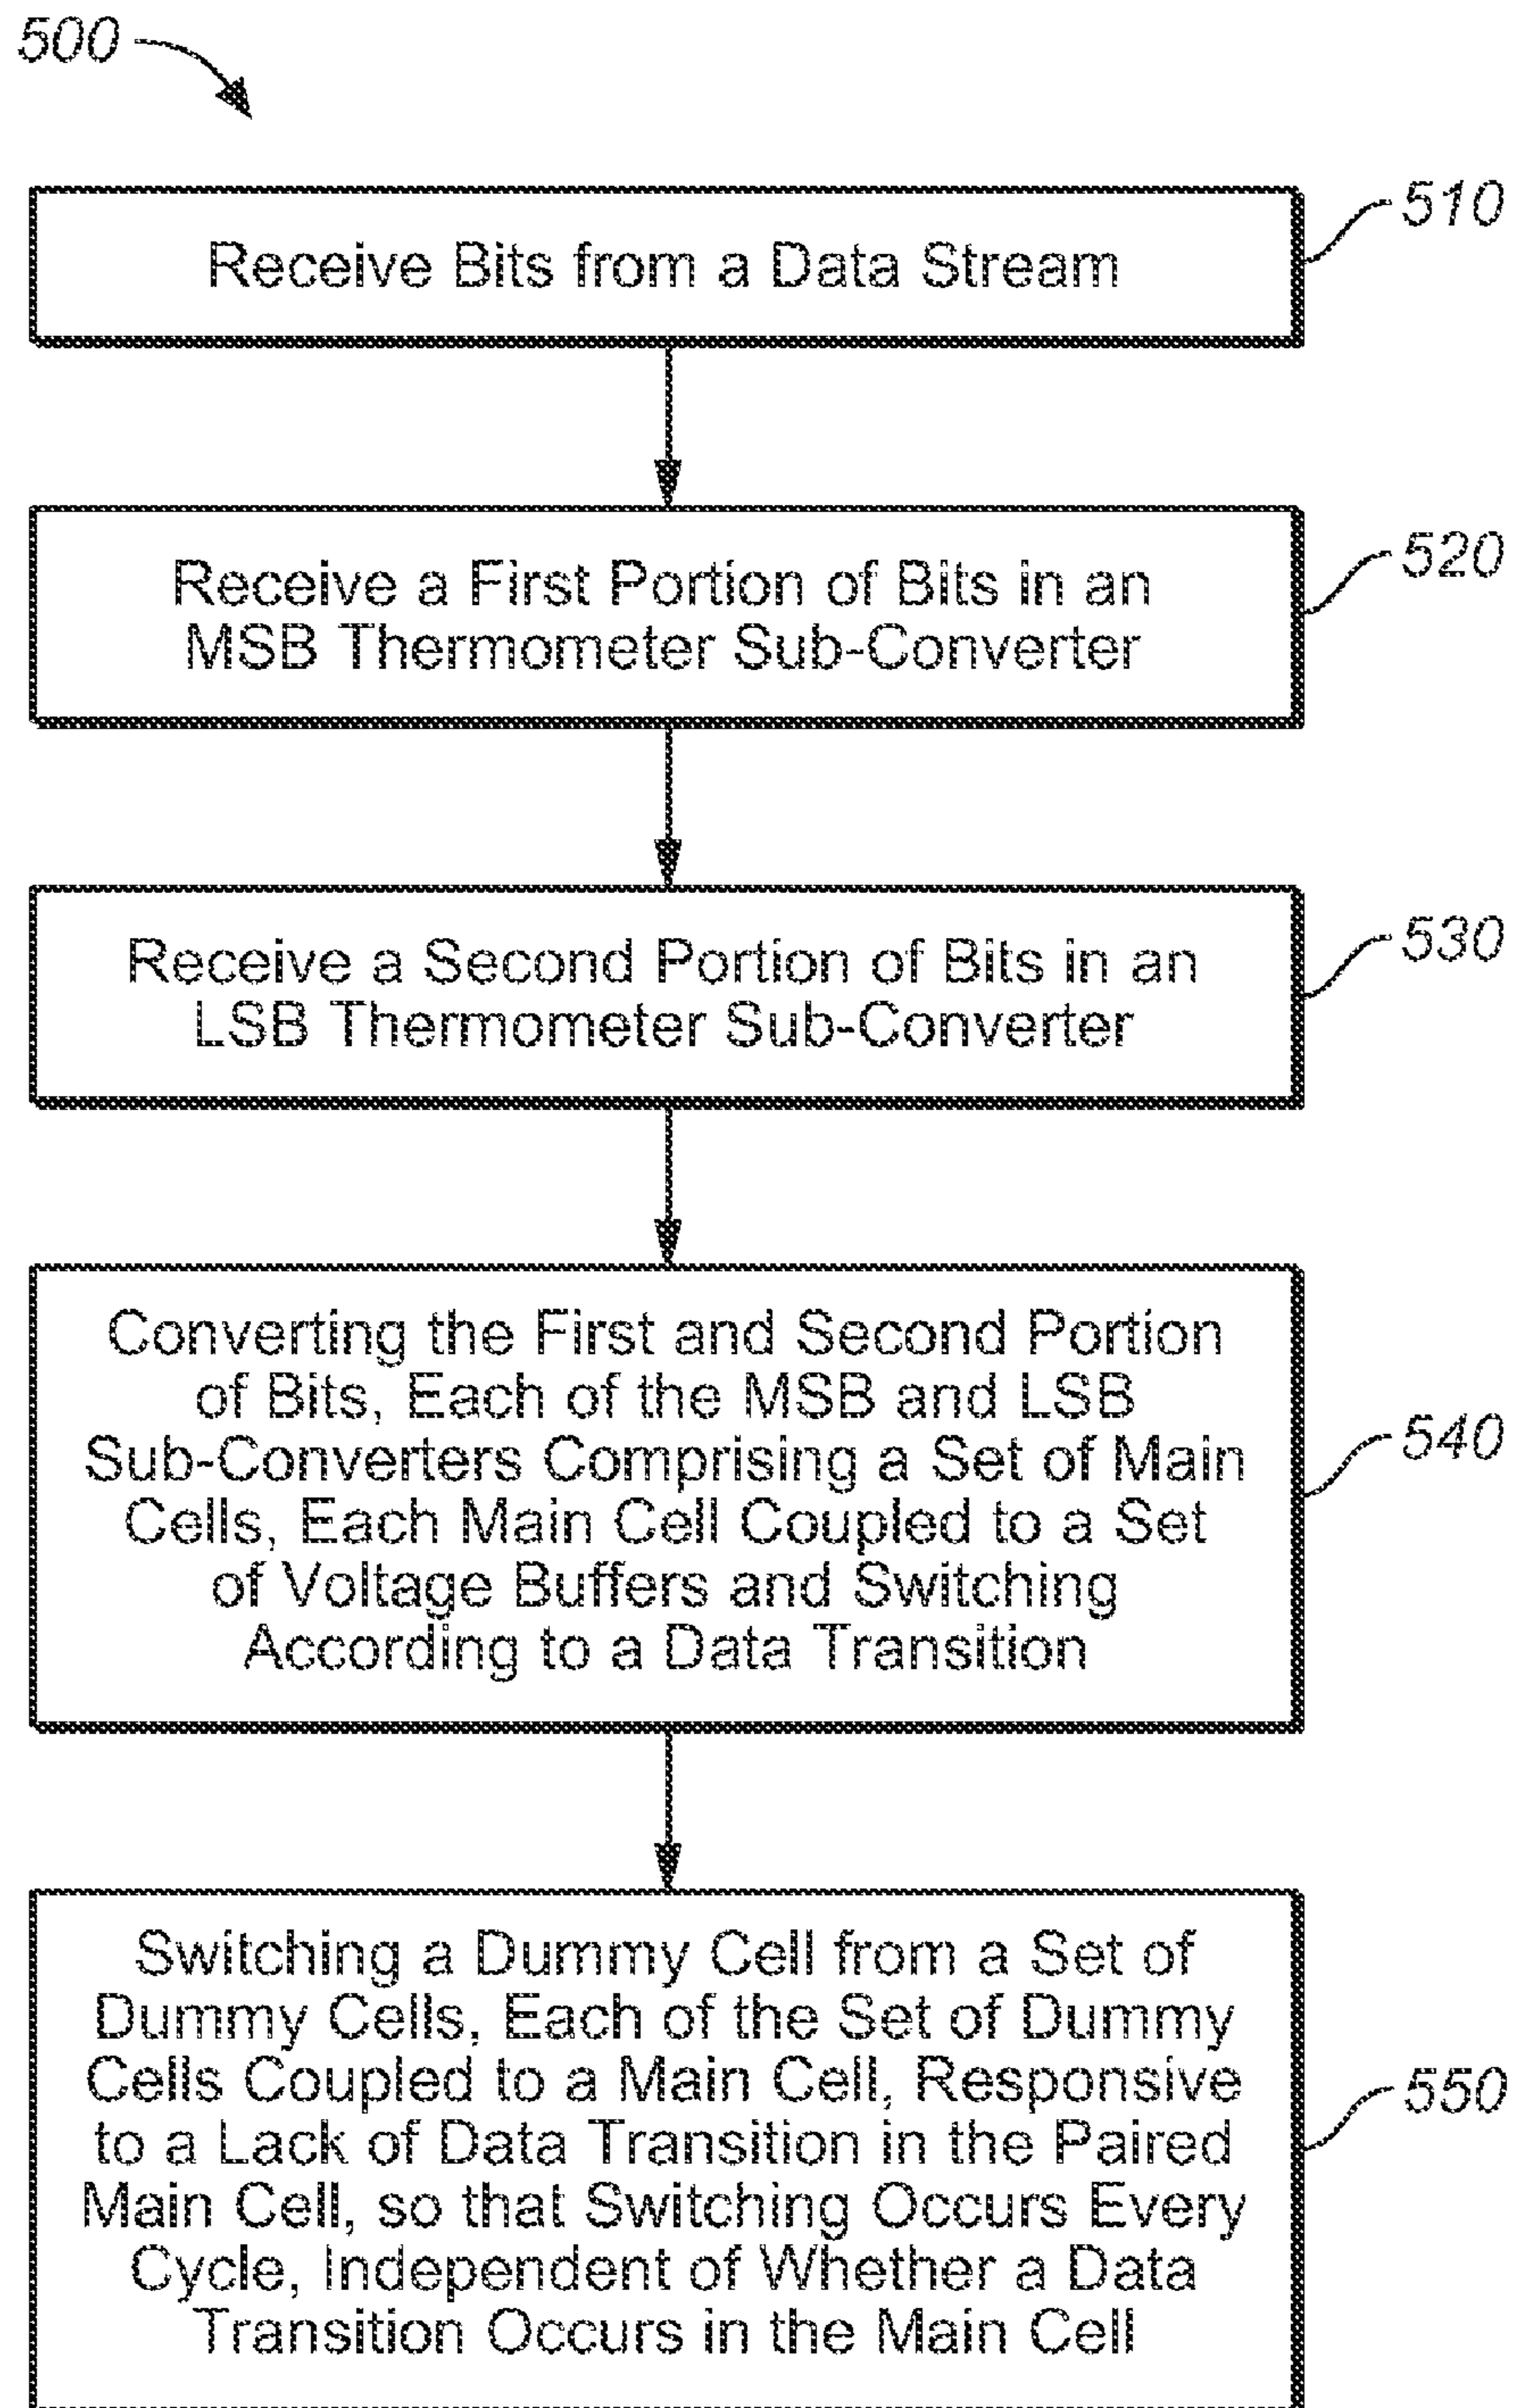 500
510
Receive Bits from a Data Stream
520
Receive a First Portion of Bits in an
MSB Thermometer Sub-Converter
530
Receive a Second Portion of Bits in an
LSB Thermometer Sub-Converter
Converting the First and Second Portion
of Bits, Each of the MSB and LSB
Sub-Converters Comprising a Set of Main
Cells, Each Main Cell Coupled to a Set
of Voltage Buffers and Switching
According to a Data Transition
540
Switching a Dummy Cell from a Set of
Dummy Cells, Each of the Set of Dummy
Cells Coupled to a Main Cell, Responsive
to a Lack of Data Transition in the Paired
Main Cell, so that Switching Occurs Every
Cycle, Independent of Whether a Data
Transition Occurs in the Main Cell
550